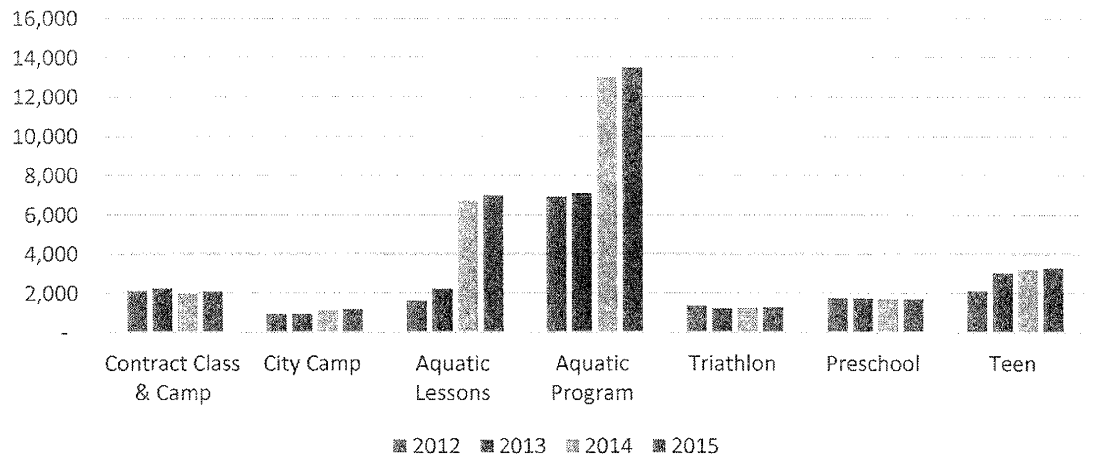 16,000
14,000
12,000
10,000
8,000
6,000
4,000
2,000
-
Contract Class & Camp
City Camp
Aquatic Lessons
Aquatic Program
Triathlon
Preschool
Teen
2012 2013 2014 2015